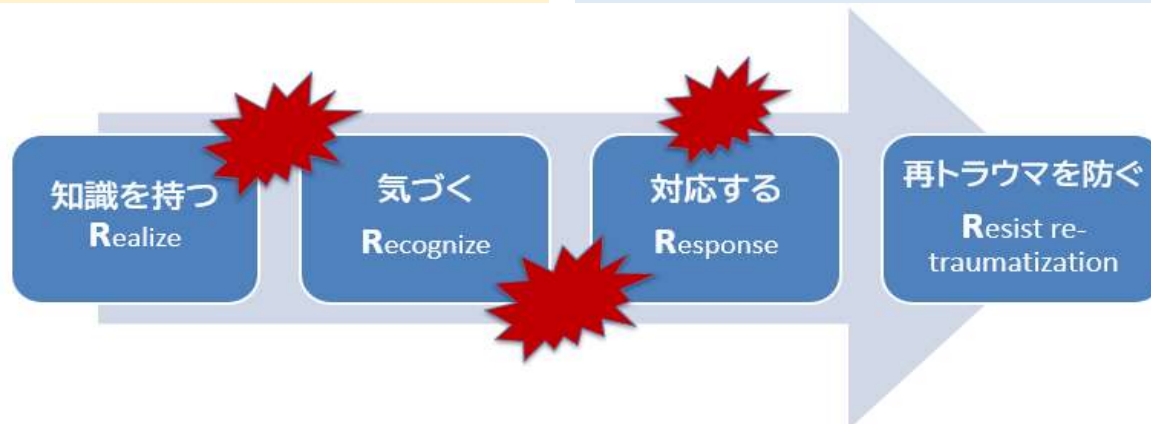 知識を持つ
Realize
気づく
Recognize
対応する
Response
再トラウマを防ぐ
Resist re-
traumatization